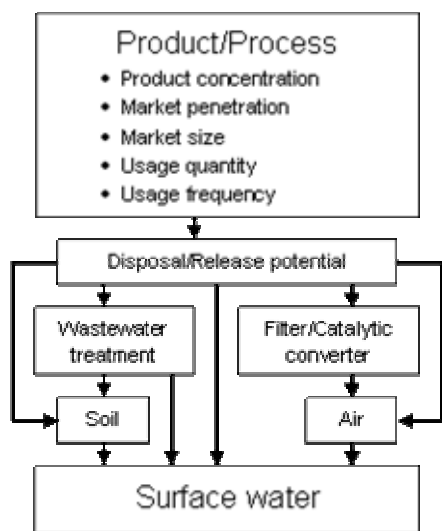 Product/Process
• Product concentration
• Market penetration
• Market size
• Usage quantity
• Usage frequency
Disposal/Release potential
Wastewater
treatment
Filter/Catalytic
converter
Soil
Air
Surface water